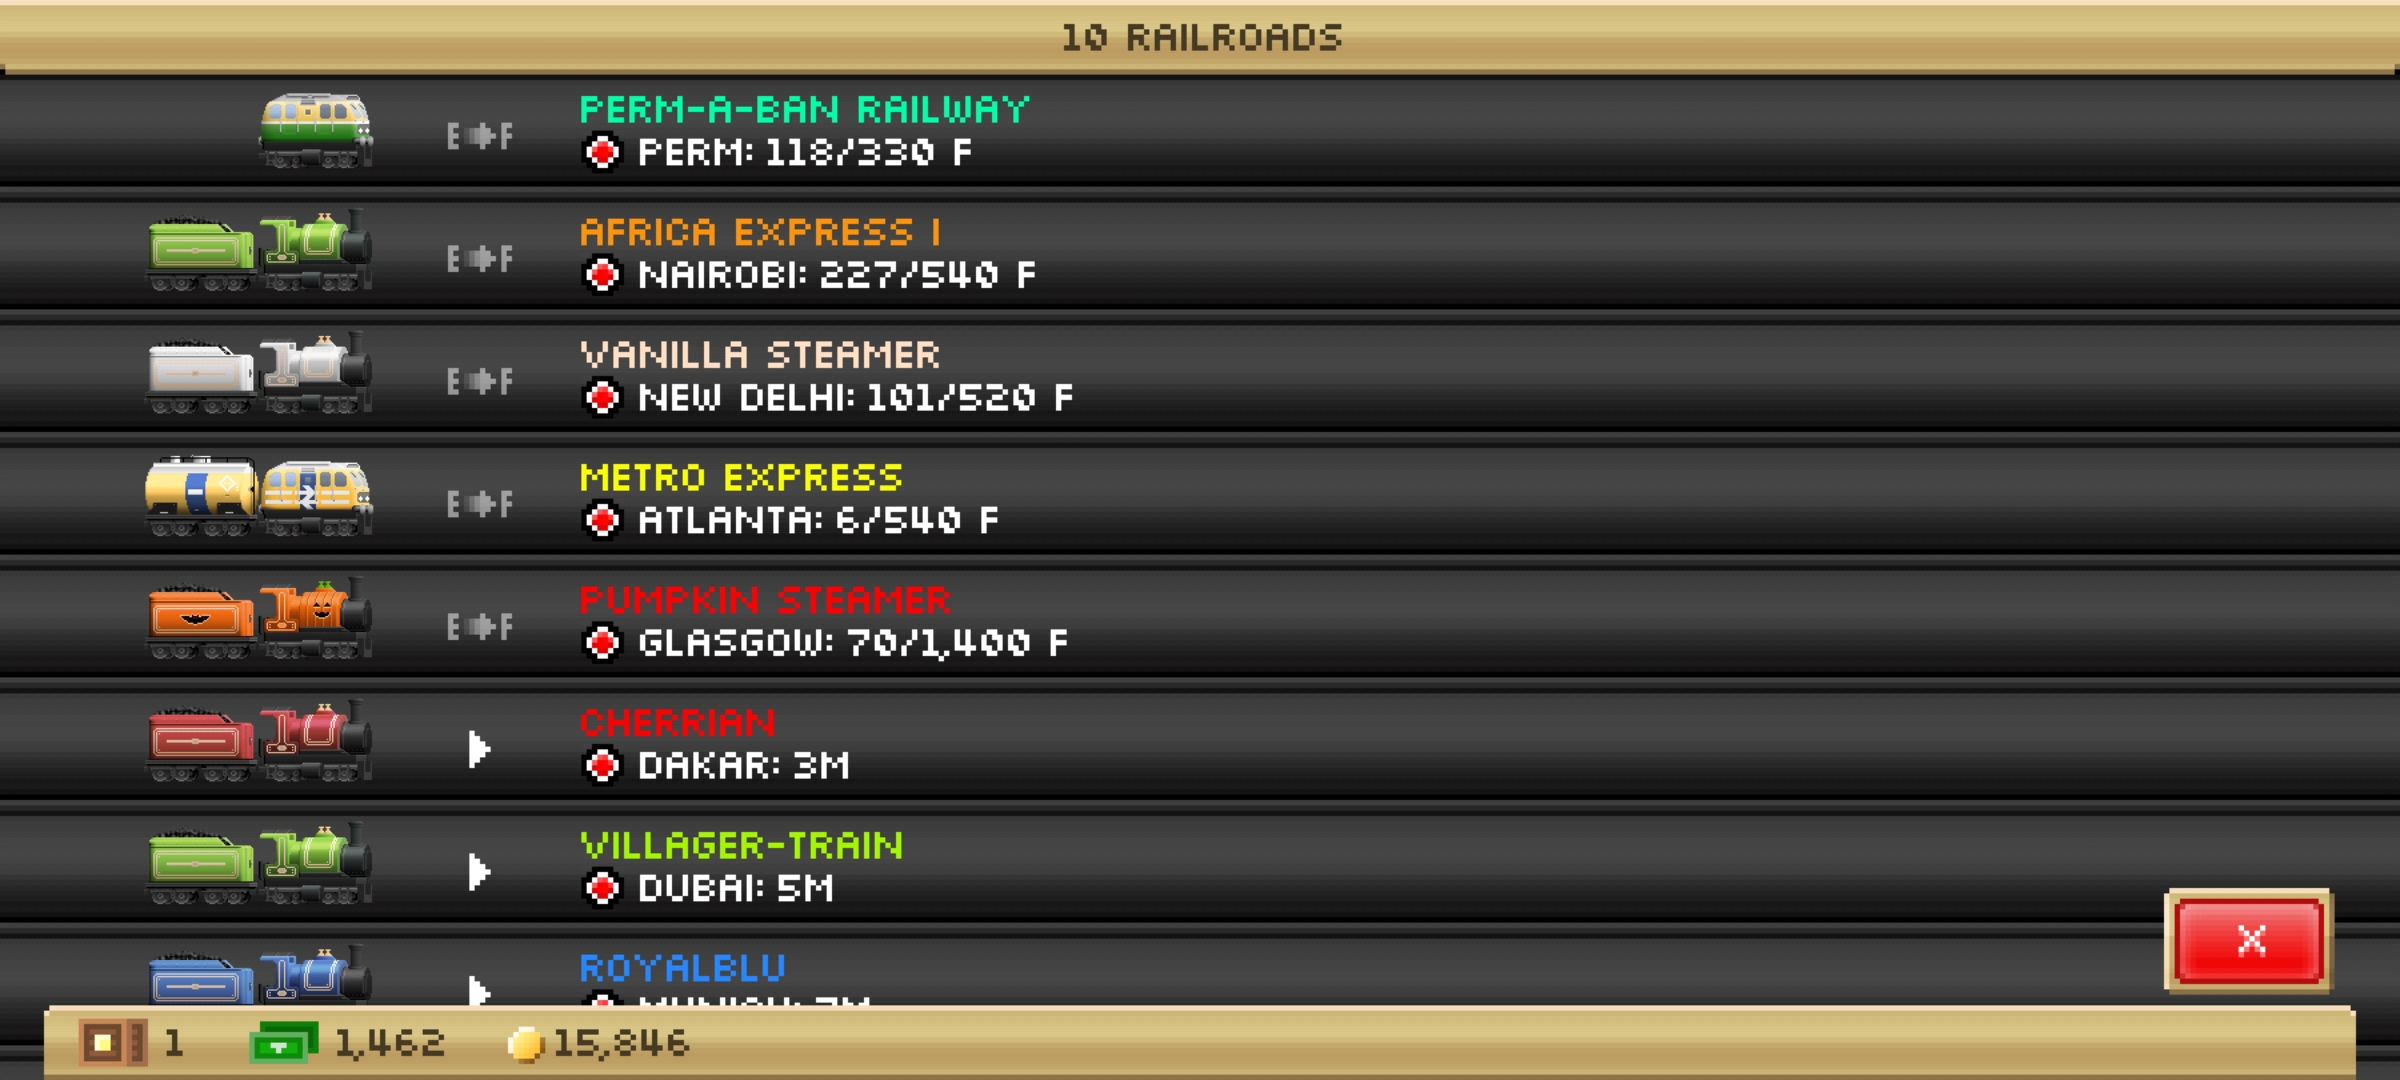 10 RAILROADS
PERM-A-BAN RAILWAY
E F
PERM: 118/330 F
AFRICA EXPRESS I
E F
NAIROBI: 227/540 F
VANILLA STEAMER
E F
NEW DELHI: 101/520 F
METRO EXPRESS
E F
ATLANTA: 6/540 F
PUMPKIN STEAMER
E F
GLASGOW: 70/1,400 F
CHERRIAN
DAKAR: 3M
VILLAGER-TRAIN
DUBAI: 5M
X
ROYALBLU
1 1,462 15,846